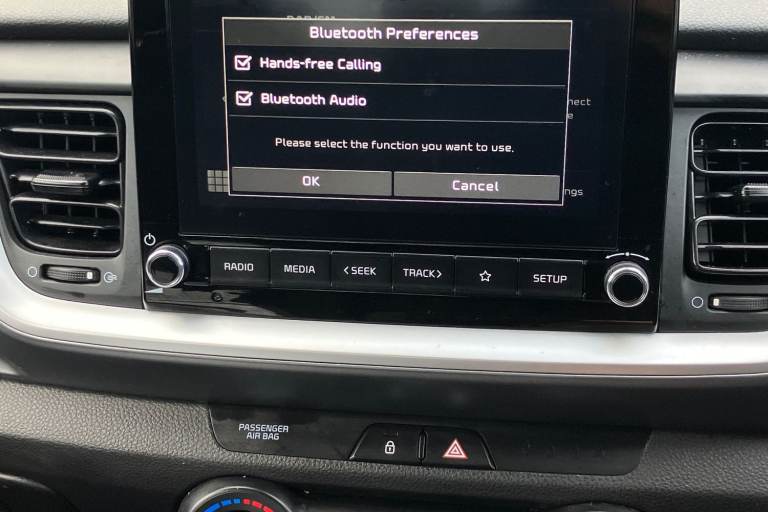 Bluetooth Preferences
Hands-free Calling
Bluetooth Audio
Please select the function you want to use.
OK
Cancel
RADIO
MEDIA
< SEEK
TRACK >
SETUP
PASSENGER
AIR BAG